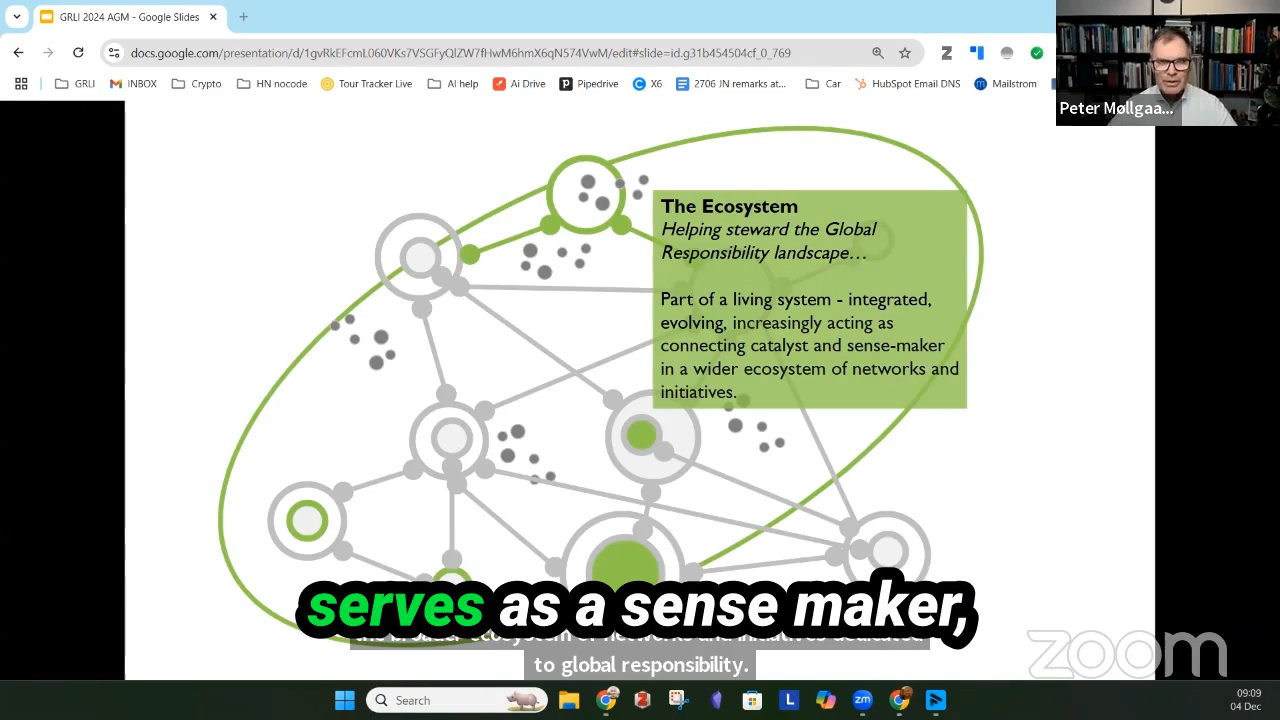 GRLI 2024 AGM - Google Slides
docs.google.com/presentation/d/1gvRkEFcnL060VKs7VSGFyQlZW7fHwM6hmX6oN574VwM/edit#slide=id.g31b454504cf_0_769
GRLI INBOX Crypto HN node Toon Tracker Live AI help Ai Drive Pipedrive X6 2706 JN remarks at... Car HubSpot Email DNS Mailstrom
Peter Møllgaa...
The Ecosystem
Helping steward the Global
Responsibility landscape…
Part of a living system - integrated,
evolving, increasingly acting as
connecting catalyst and sense-maker
in a wider ecosystem of networks and
initiatives.
serves as a sense maker,
to global responsibility.
zoom
Search
zm
09:09
04 Dec